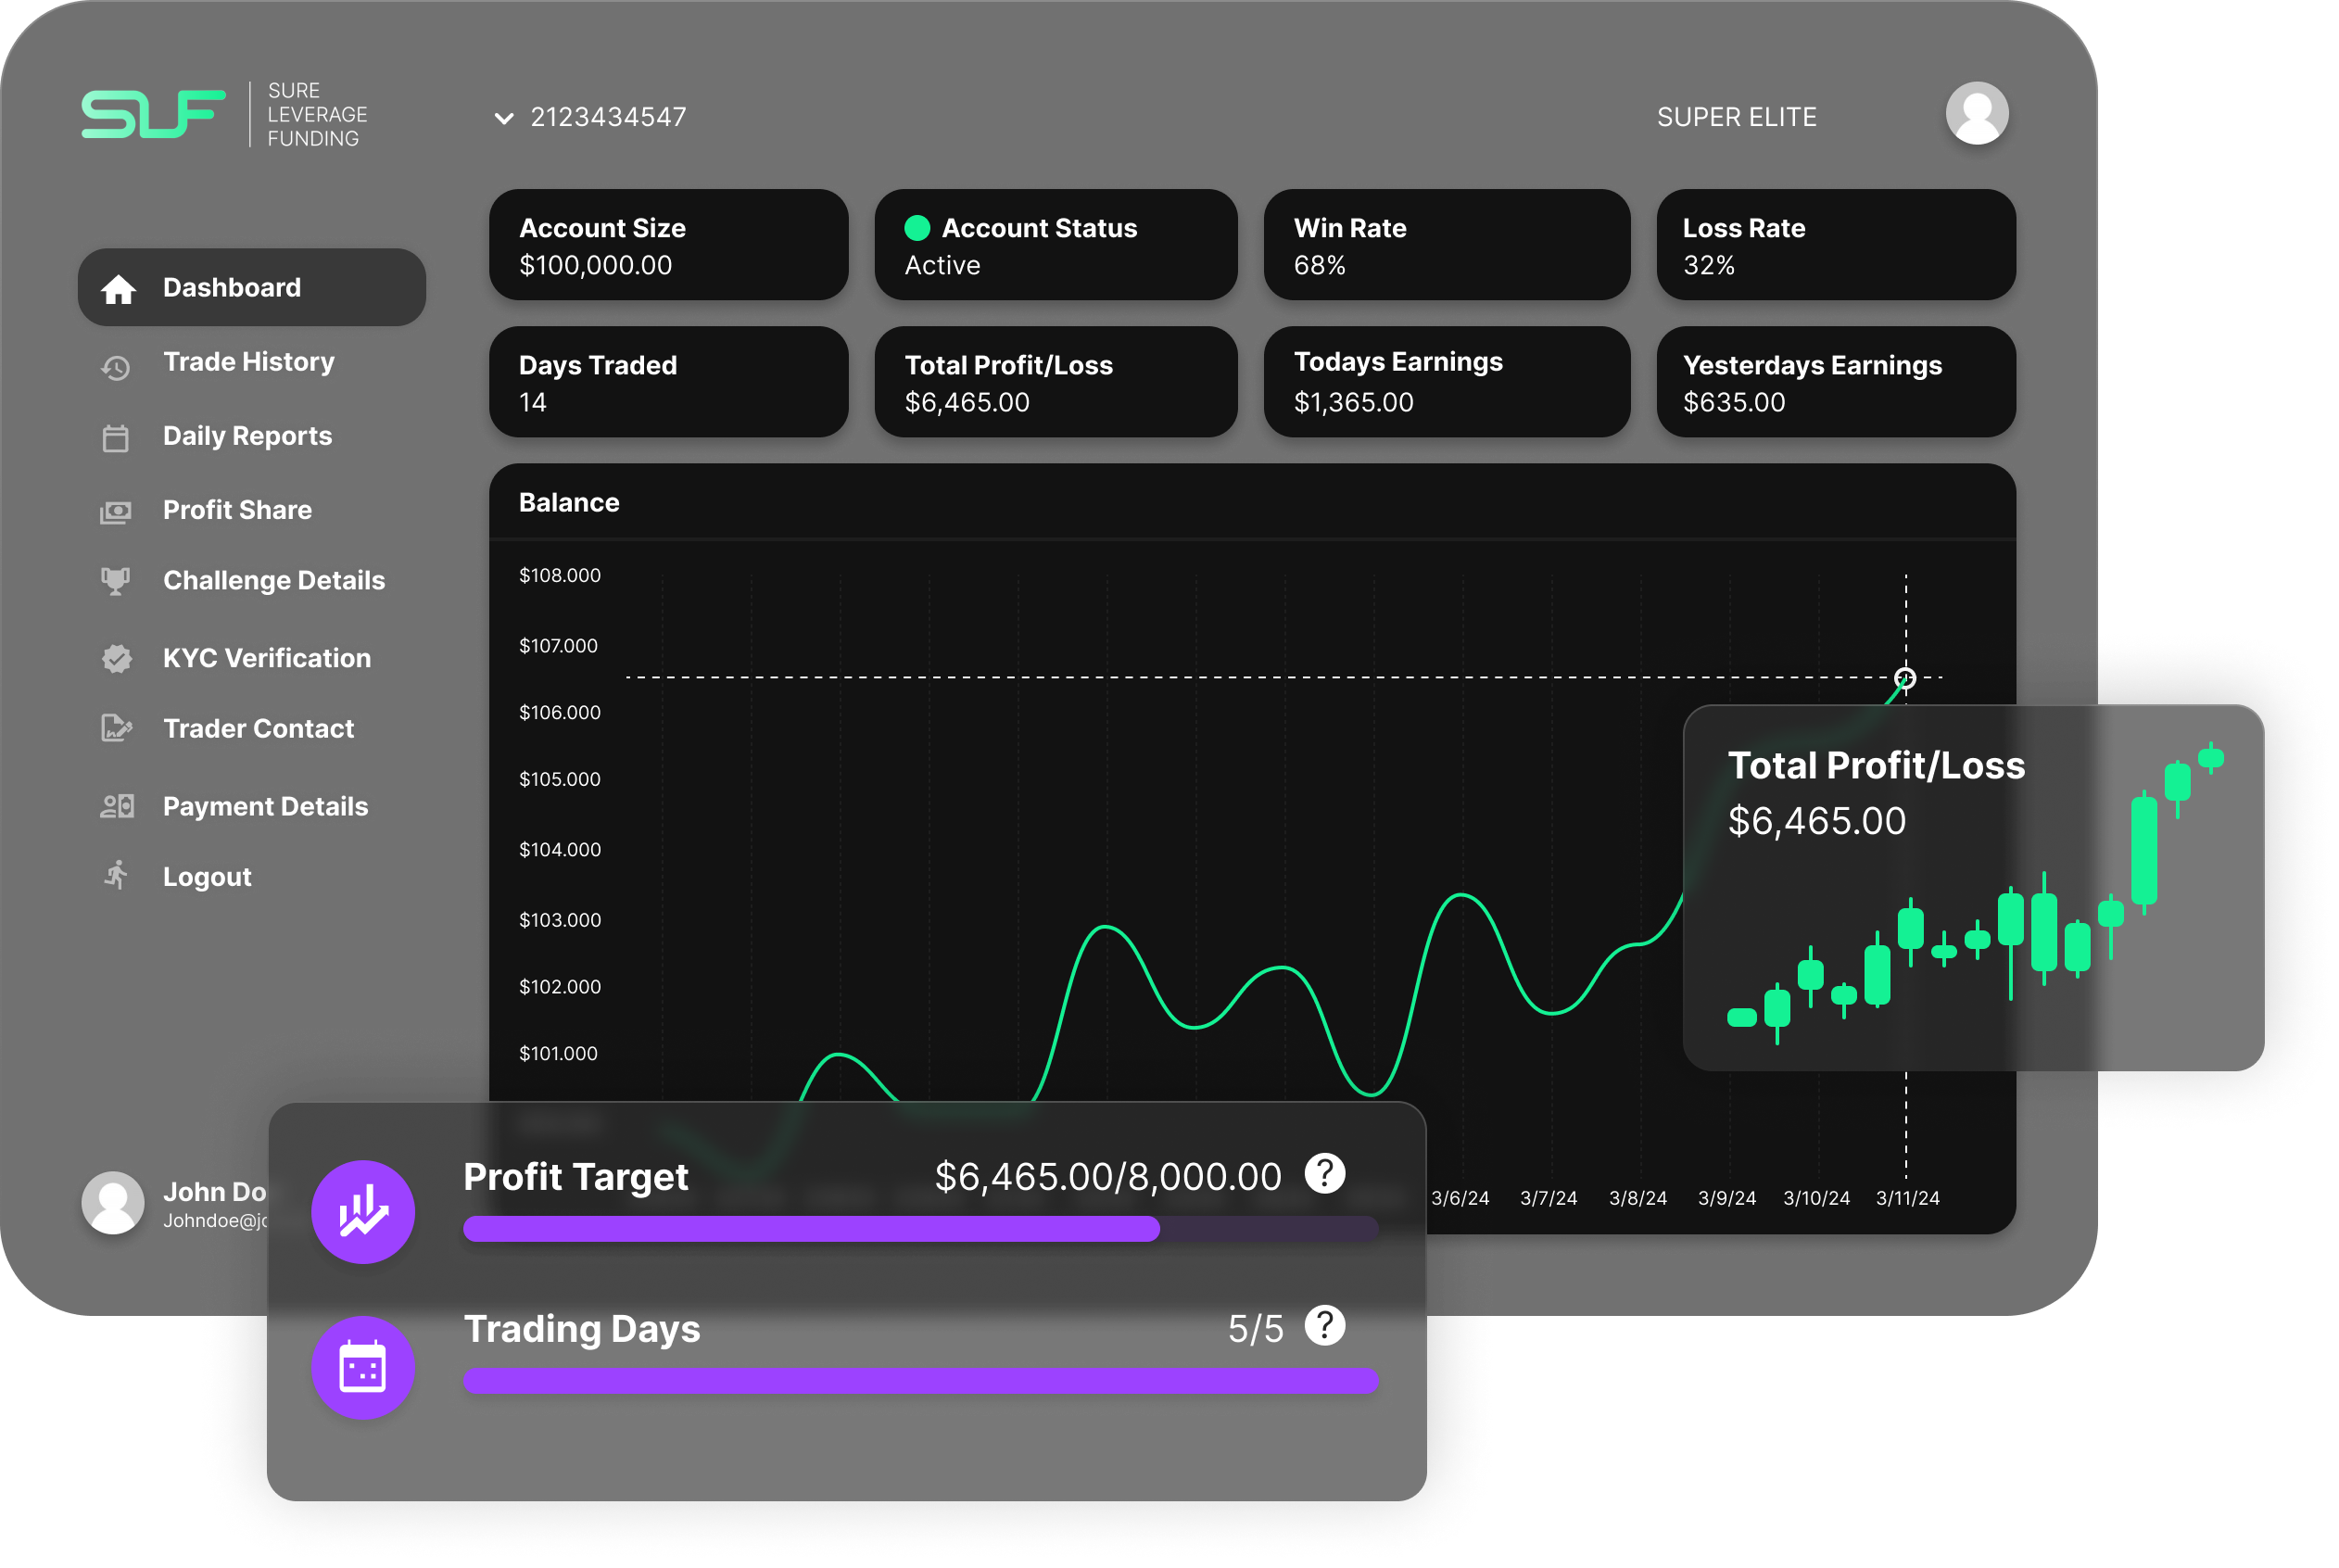 SLF
SURE
LEVERAGE
FUNDING
2123434547
SUPER ELITE
Dashboard
Trade History
Daily Reports
Profit Share
Challenge Details
KYC Verification
Trader Contact
Payment Details
Logout
John Do
Johndoe@jo
Account Size
$100,000.00
Account Status
Active
Win Rate
68%
Loss Rate
32%
Days Traded
14
Total Profit/Loss
$6,465.00
Todays Earnings
$1,365.00
Yesterdays Earnings
$635.00
Balance
$108.000
$107.000
$106.000
$105.000
$104.000
$103.000
$102.000
$101.000
3/6/24 3/7/24 3/8/24 3/9/24 3/10/24 3/11/24
Total Profit/Loss
$6,465.00
Profit Target $6,465.00/8,000.00 ?
Trading Days 5/5 ?